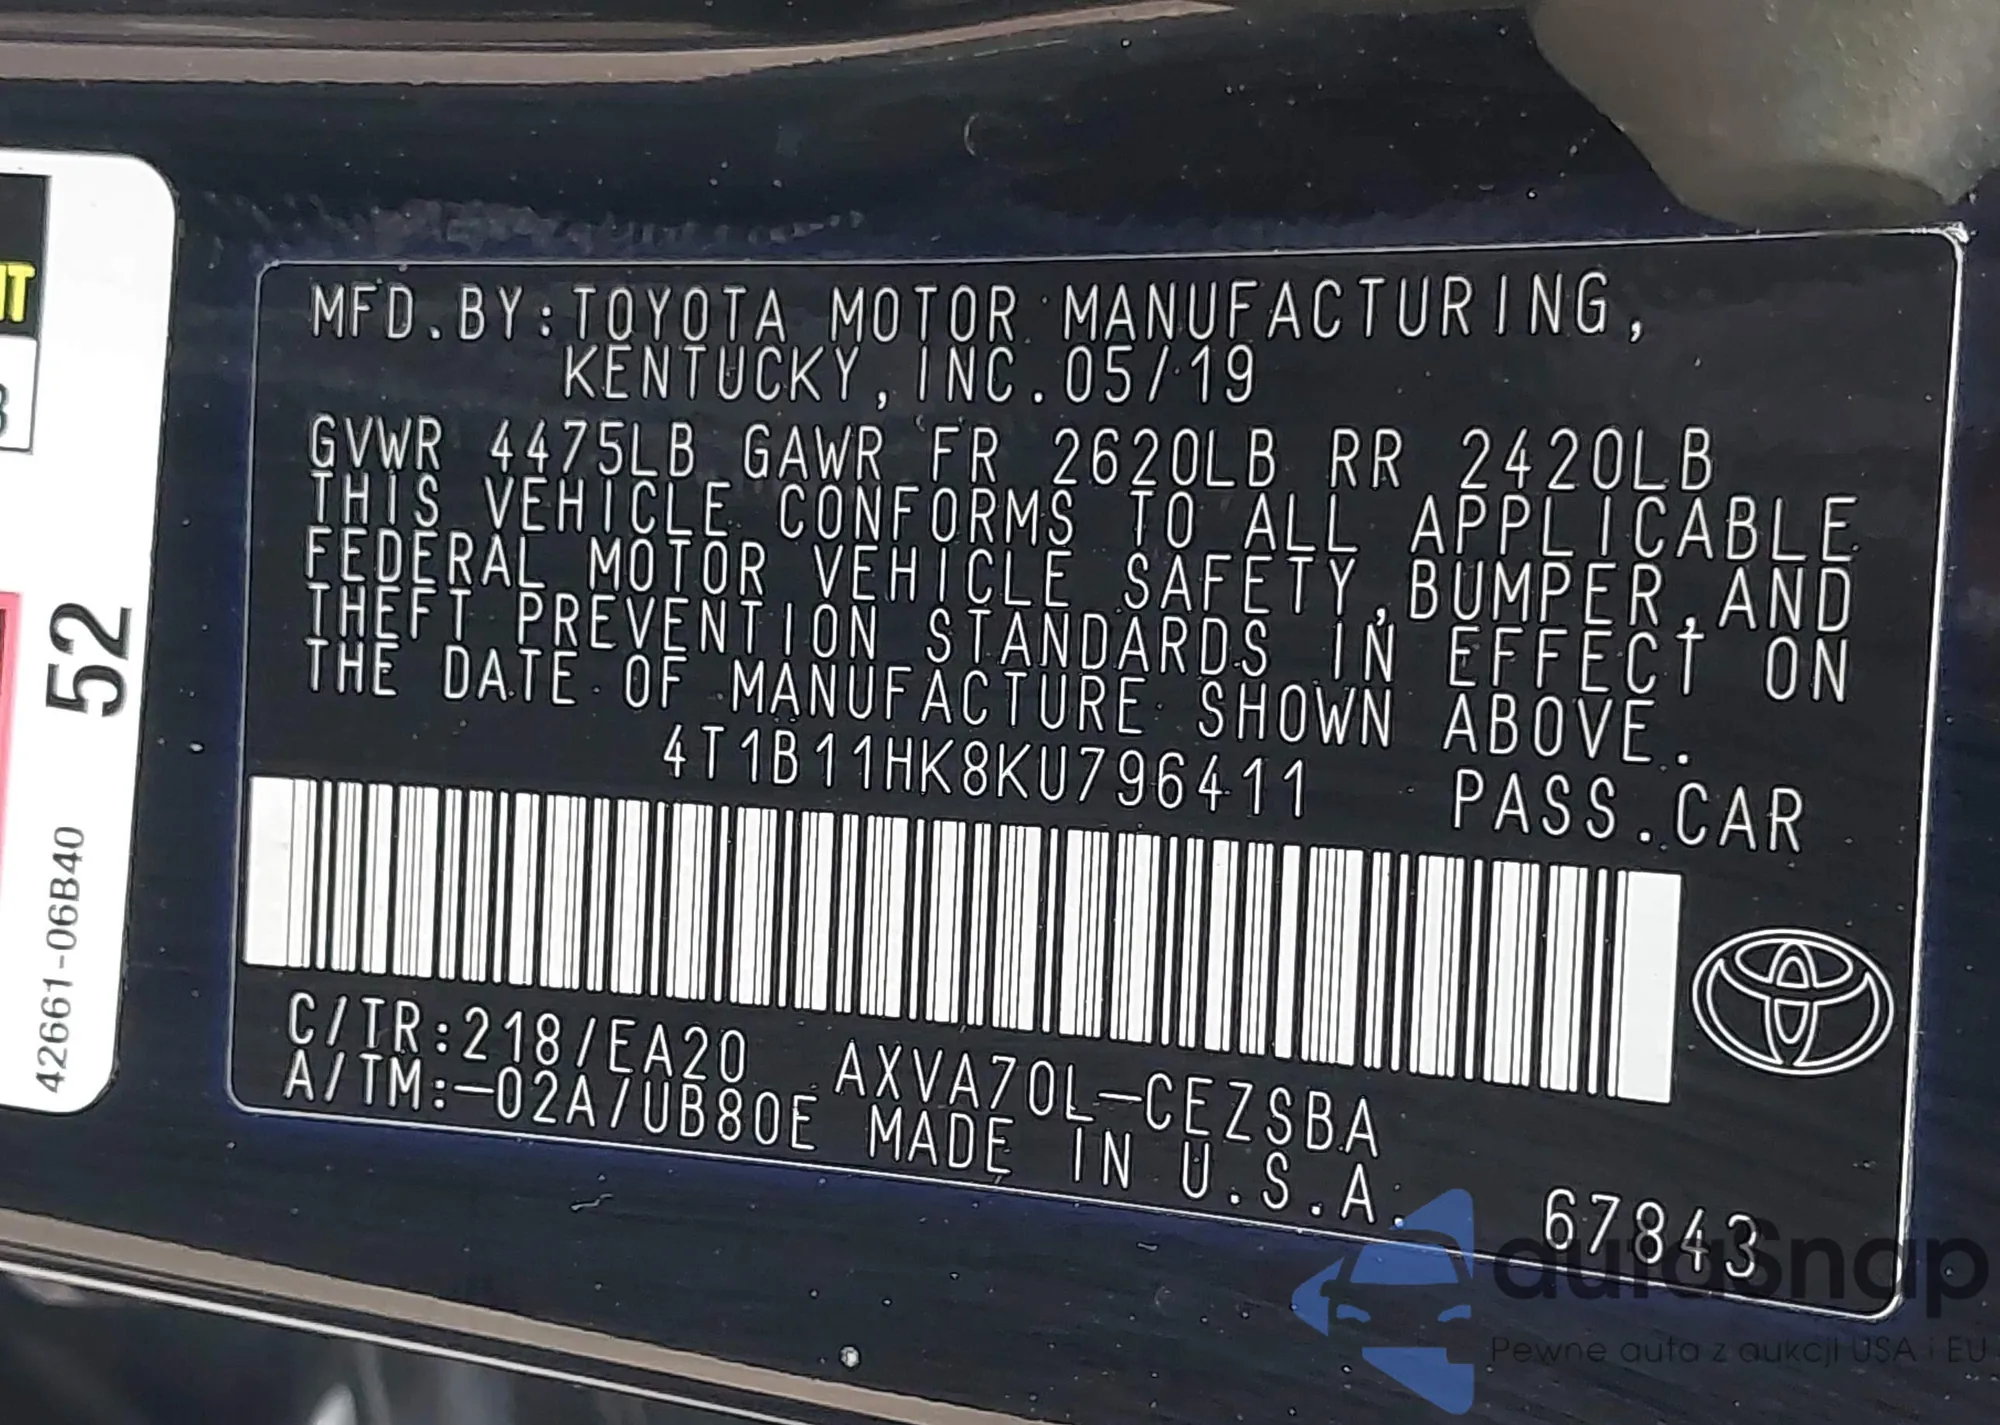 MFD.BY:TOYOTA MOTOR MANUFACTURING,
KENTUCKY,INC.05/19
GVWR 4475LB GAWR FR 2620LB RR 2420LB
THIS VEHICLE CONFORMS TO ALL APPLICABLE
FEDERAL MOTOR VEHICLE SAFETY,BUMPER,AND
THEFT PREVENTION STANDARDS IN EFFECT ON
THE DATE OF MANUFACTURE SHOWN ABOVE.
4T1B11HK8KU796411 PASS.CAR
C/TR:218/EA20 AXVA70L-CEZSBA
A/TM:-02A/UB80E MADE IN U.S.A.
67843
52
42661-06B40
autaSnap
Pewne auta z aukcji USA i EU